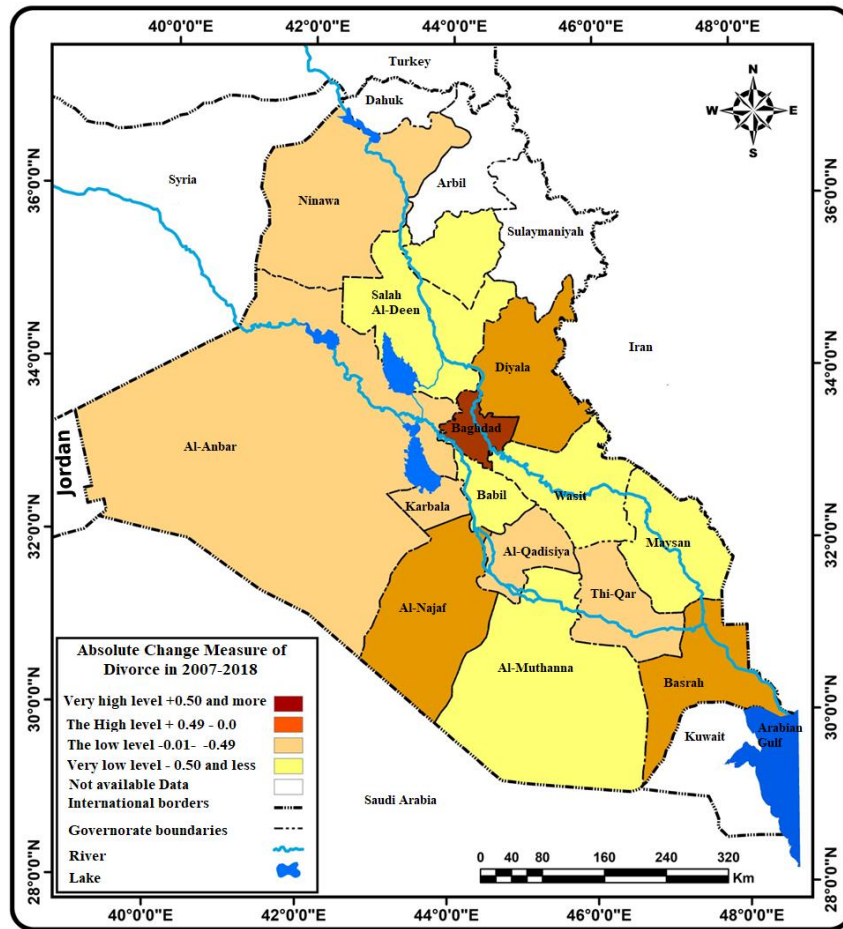 40°0'0"E 42°0'0"E 44°0'0"E 46°0'0"E 48°0'0"E
Turkey
Dahuk
N
W E
S
36°0'0"N
36°0'0"N
Syria
Arbil
Ninawa
Sulaymaniyah
Salah
Al-Deen
34°0'0"N
34°0'0"N
Iran
Diyala
Baghdad
Al-Anbar
Jordan
Babil
Wasit
Karbala
32°0'0"N
32°0'0"N
Al-Qadisiya
Maysan
Thi-Qar
Al-Najaf
Al-Muthanna
Basrah
30°0'0"N
30°0'0"N
Kuwait
Arabian
Gulf
Saudi Arabia
Absolute Change Measure of
Divorce in 2007-2018
Very high level +0.50 and more
The High level + 0.49 - 0.0
The low level -0.01- -0.49
Very low level - 0.50 and less
Not available Data
International borders
Governorate boundaries
River
Lake
0 20 40 80 160 240 320
Km
28°0'0"N
28°0'0"N
40°0'0"E 42°0'0"E 44°0'0"E 46°0'0"E 48°0'0"E